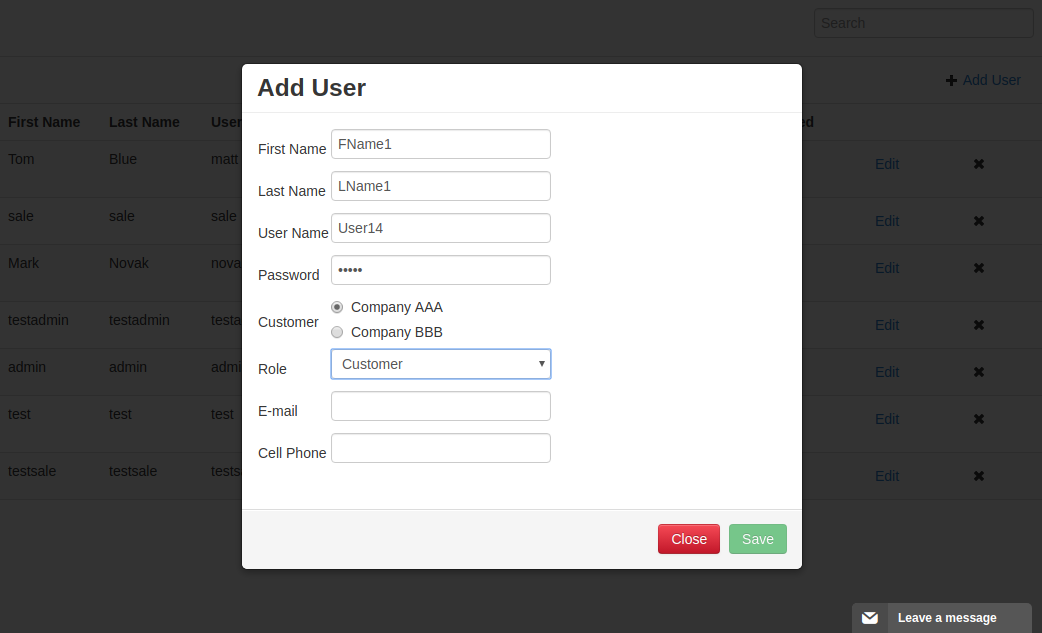 Search
Add User
Add User
First Name Last Name User ed
First Name FName1
Tom Blue matt Edit
Last Name LName1
sale sale sale Edit
User Name User14
Mark Novak nova Edit
Password •••••
Customer Company AAA
Company BBB
testadmin testadmin testa Edit
Role Customer
admin admin admi Edit
E-mail
test test test Edit
Cell Phone
testsale testsale tests Edit
Close Save
Leave a message